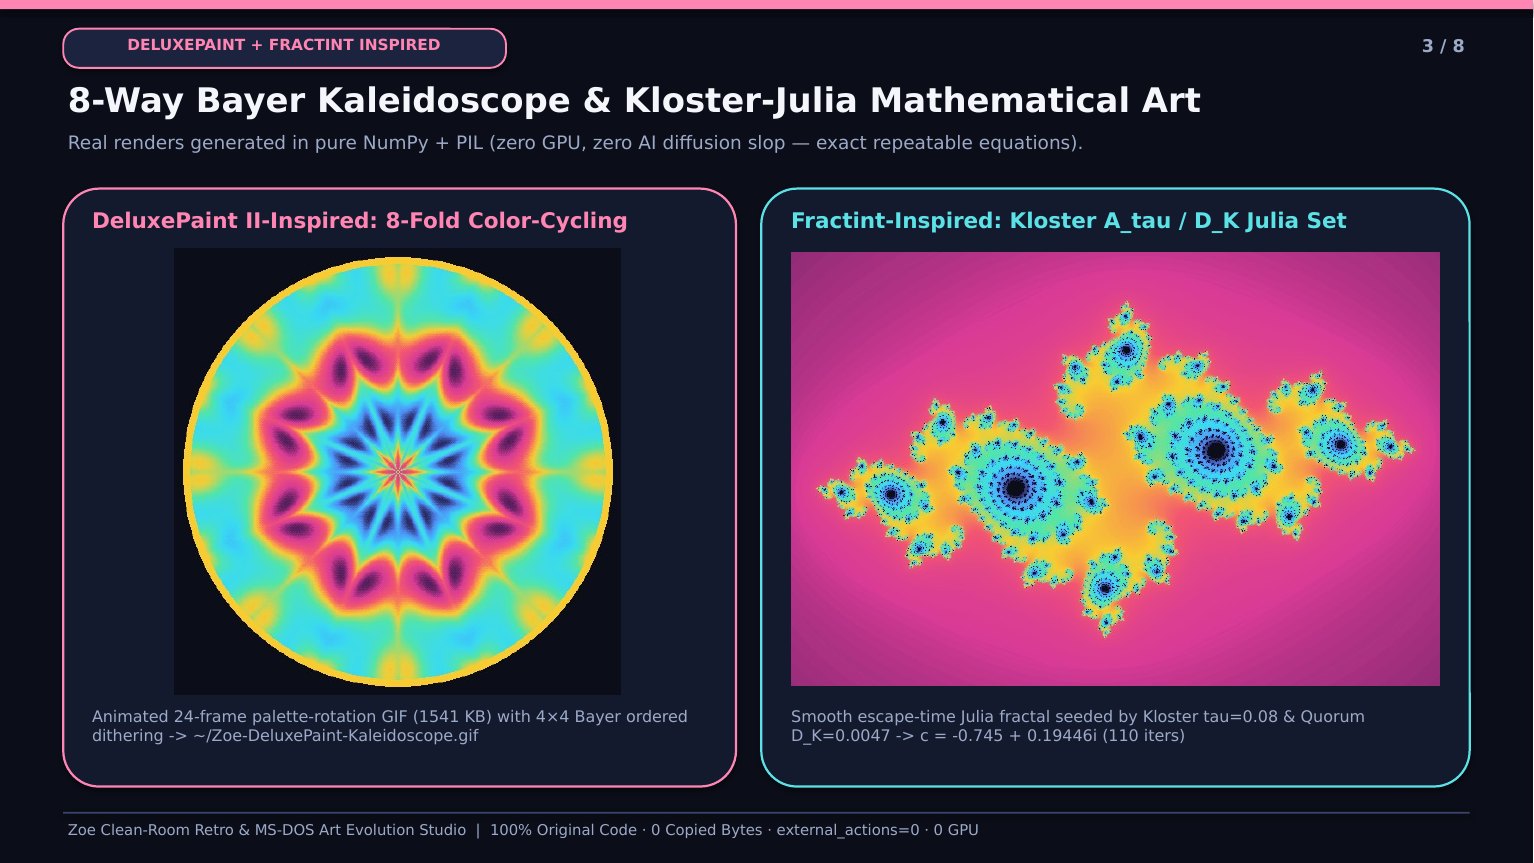 DELUXEPAINT + FRACTINT INSPIRED
3 / 8
8-Way Bayer Kaleidoscope & Kloster-Julia Mathematical Art
Real renders generated in pure NumPy + PIL (zero GPU, zero AI diffusion slop — exact repeatable equations).
DeluxePaint II-Inspired: 8-Fold Color-Cycling
Animated 24-frame palette-rotation GIF (1541 KB) with 4×4 Bayer ordered
dithering -> ~/Zoe-DeluxePaint-Kaleidoscope.gif
Fractint-Inspired: Kloster A_tau / D_K Julia Set
Smooth escape-time Julia fractal seeded by Kloster tau=0.08 & Quorum
D_K=0.0047 -> c = -0.745 + 0.19446i (110 iters)
Zoe Clean-Room Retro & MS-DOS Art Evolution Studio | 100% Original Code · 0 Copied Bytes · external_actions=0 · 0 GPU